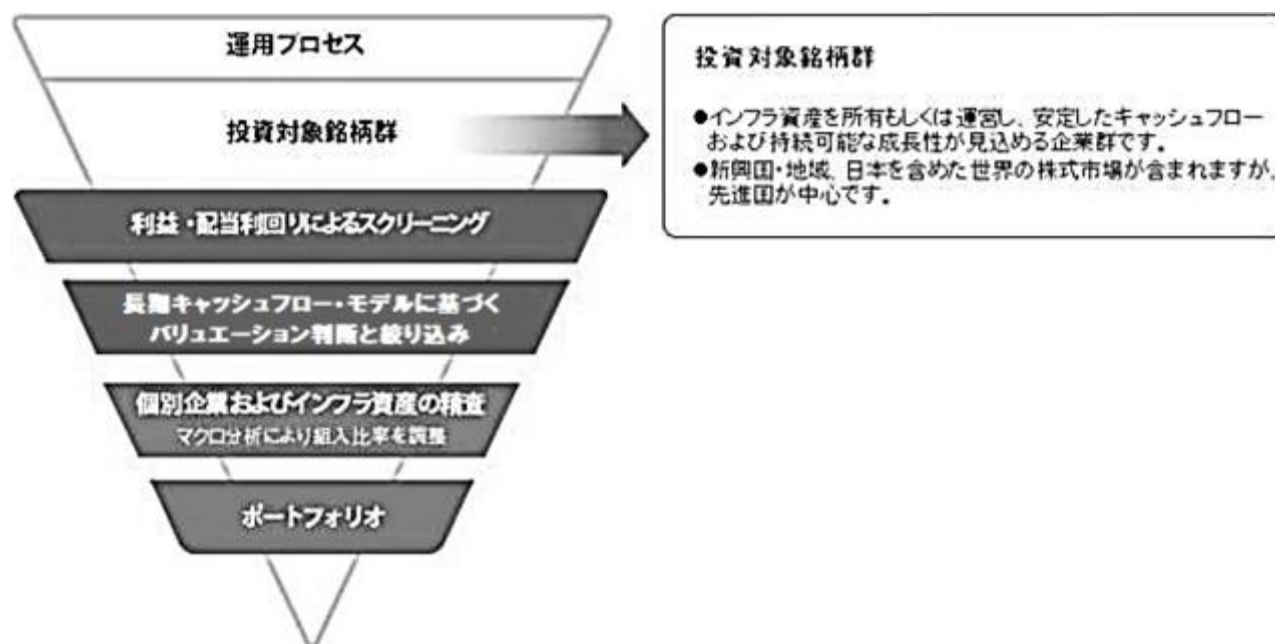 運用プロセス
投資対象銘柄群
利益・配当利回りによるスクリーニング
長期キャッシュフロー・モデルに基づく
バリュエーション判断と絞り込み
個別企業およびインフラ資産の精査
マクロ分析により組入比率を調整
ポートフォリオ
投資対象銘柄群
●インフラ資産を所有もしくは運営し、安定したキャッシュフロー
および持続可能な成長性が見込める企業群です。
●新興国・地域、日本を含めた世界の株式市場が含まれますが、
先進国が中心です。